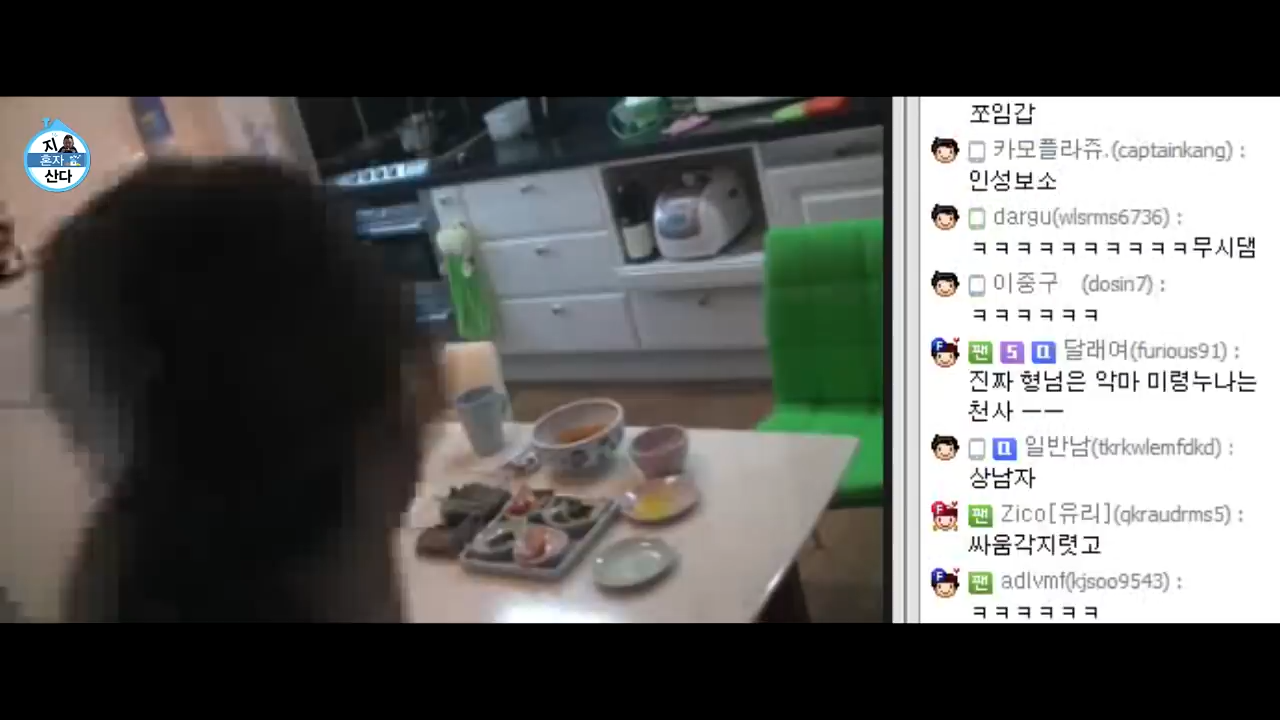 지
혼자
산다
쪼임갑
카모플라쥬.(captainkang) :
인성보소
dargu(wlsrms6736) :
ㅋㅋㅋㅋㅋㅋㅋㅋㅋㅋ무시댐
이중구 (dosin7) :
ㅋㅋㅋㅋㅋㅋ
팬 5 a 달래여(furious91) :
진짜 형님은 악마 미령누나는
천사 ㅡㅡ
a 일반남(tkrkwlemfdkd) :
상남자
팬 Zico[유리](qkraudrms5) :
싸움각지렷고
팬 adlvmf(kjsoo9543) :
ㅋㅋㅋㅋㅋㅋ